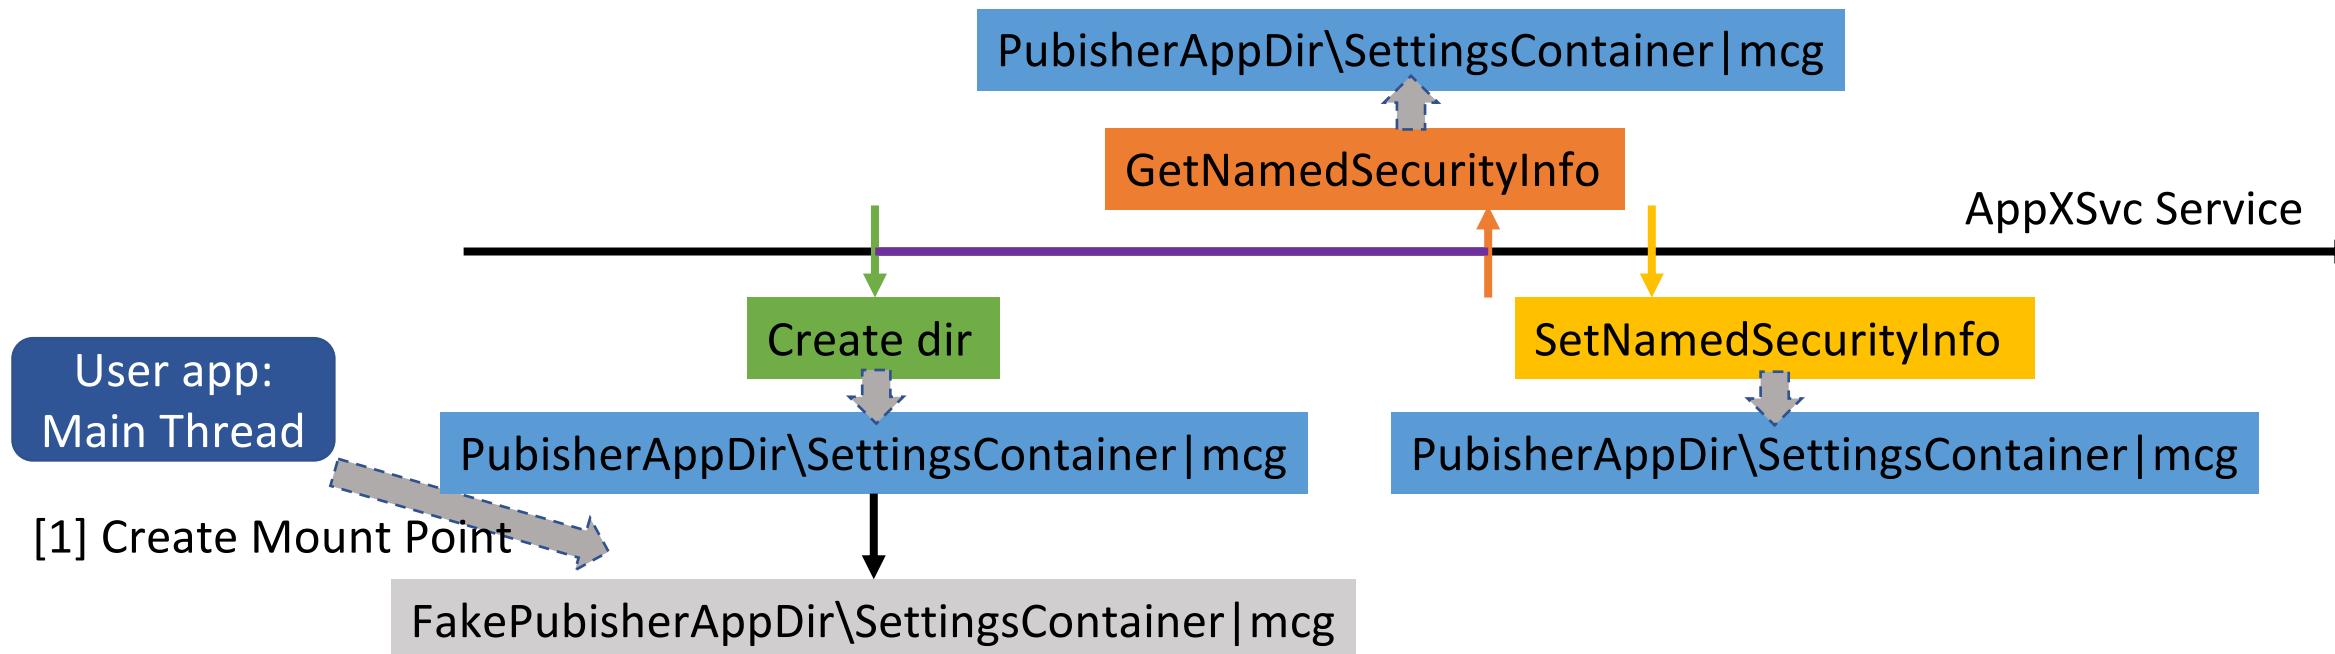 PubisherAppDir\SettingsContainer|mcg
GetNamedSecurityInfo
AppXSvc Service
Create dir
SetNamedSecurityInfo
User app:
Main Thread
PubisherAppDir\SettingsContainer|mcg
PubisherAppDir\SettingsContainer|mcg
[1] Create Mount Point
FakePubisherAppDir\SettingsContainer|mcg